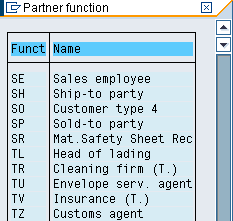 Partner function
Funct Name
SE Sales employee
SH Ship-to party
SO Customer type 4
SP Sold-to party
SR Mat.Safety Sheet Rec
TL Head of lading
TR Cleaning firm (T.)
TU Envelope serv. agent
TV Insurance (T.)
TZ Customs agent